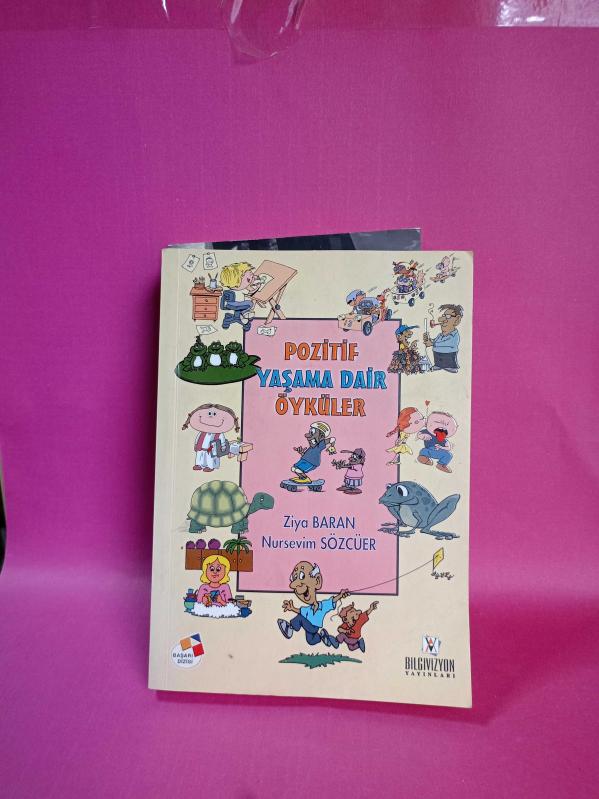 POZİTİF
YAŞAMA DAİR
ÖYKÜLER
Ziya BARAN
Nursevim SÖZCÜER
BAŞARI
DİZİSİ
BİLGİVİZYON
YAYINLARI